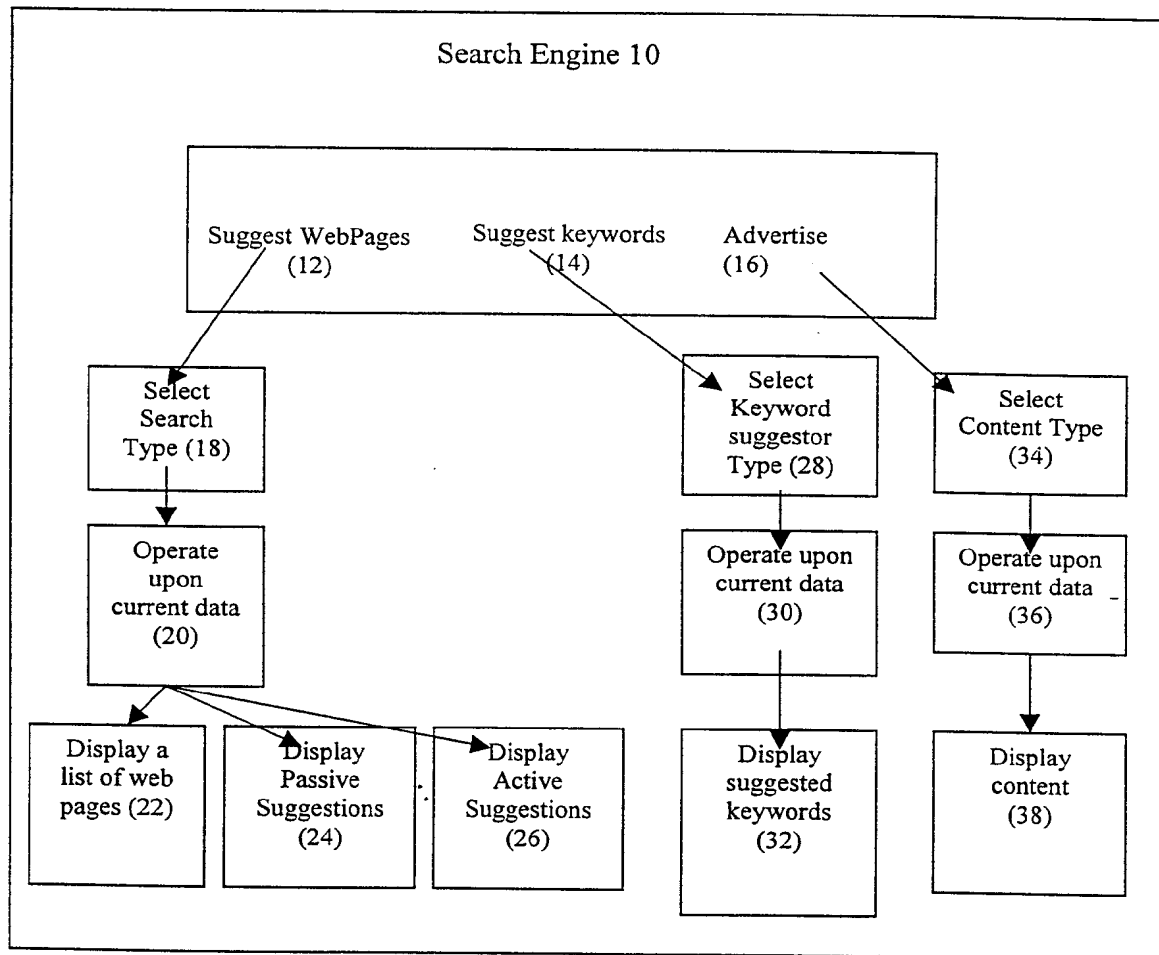 Search Engine 10
Suggest WebPages
(12)
Suggest keywords
(14)
Advertise
(16)
Select
Search
Type (18)
Select
Keyword
suggestor
Type (28)
Select
Content Type
(34)
Operate
upon
current data
(20)
Operate upon
current data
(30)
Operate upon
current data
(36)
Display a
list of web
pages (22)
Display
Passive
Suggestions
(24)
Display
Active
Suggestions
(26)
Display
suggested
keywords
(32)
Display
content
(38)